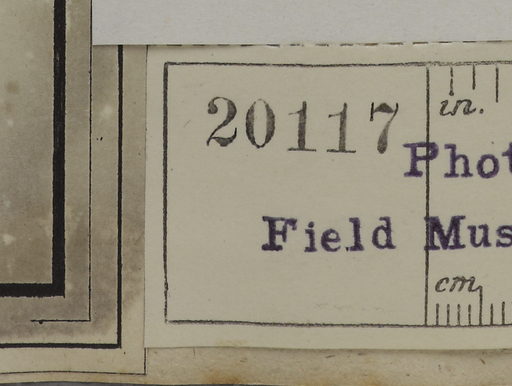 20117
in.
Phot
Field Mus
cm